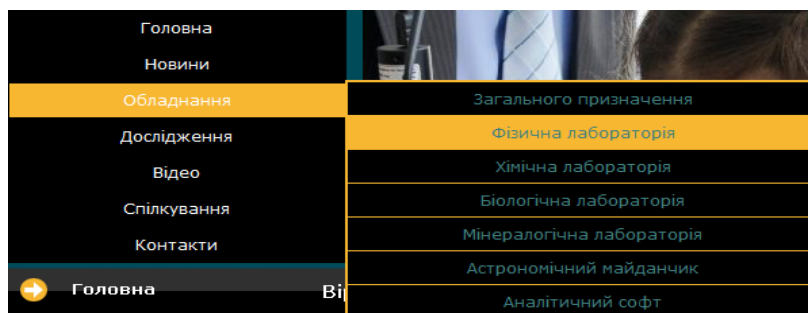 Головна
Новини
Обладнання
Дослідження
Відео
Спілкування
Контакти
Загального призначення
Фізична лабораторія
Хімічна лабораторія
Біологічна лабораторія
Мінералогічна лабораторія
Астрономічний майданчик
Аналітичний софт
Головна